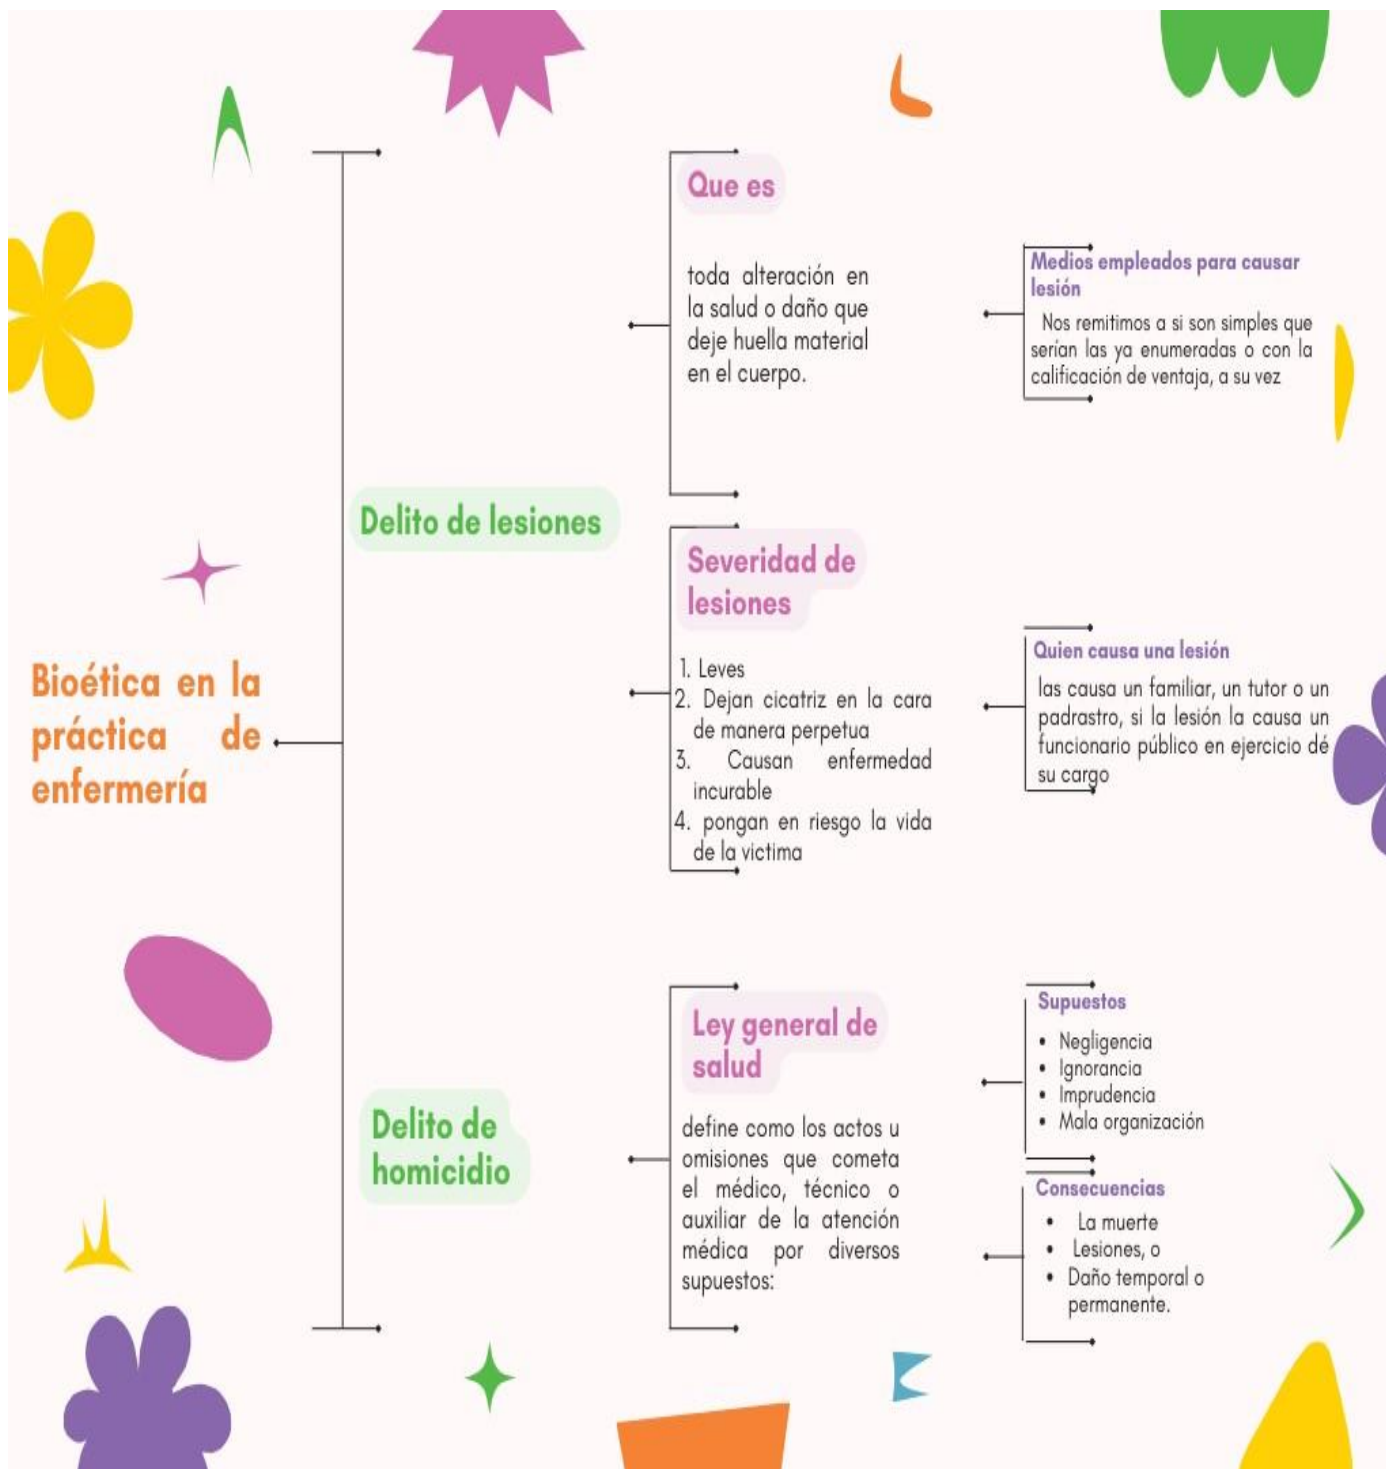 Bioética en la
práctica de
enfermería
Delito de lesiones
Que es
toda alteración en
la salud o daño que
deje huella material
en el cuerpo.
Medios empleados para causar
lesión
Nos remitimos a si son simples que
serían las ya enumeradas o con la
calificación de ventaja, a su vez
Severidad de
lesiones
1. Leves
2. Dejan cicatriz en la cara
de manera perpetua
3. Causan enfermedad
incurable
4. pongan en riesgo la vida
de la victima
Quien causa una lesión
las causa un familiar, un tutor o un
padrastro, si la lesión la causa un
funcionario público en ejercicio dé
su cargo
Delito de
homicidio
Ley general de
salud
define como los actos u
omisiones que cometa
el médico, técnico o
auxiliar de la atención
médica por diversos
supuestos:
Supuestos
• Negligencia
• Ignorancia
• Imprudencia
• Mala organización
Consecuencias
• La muerte
• Lesiones, o
• Daño temporal o
permanente.